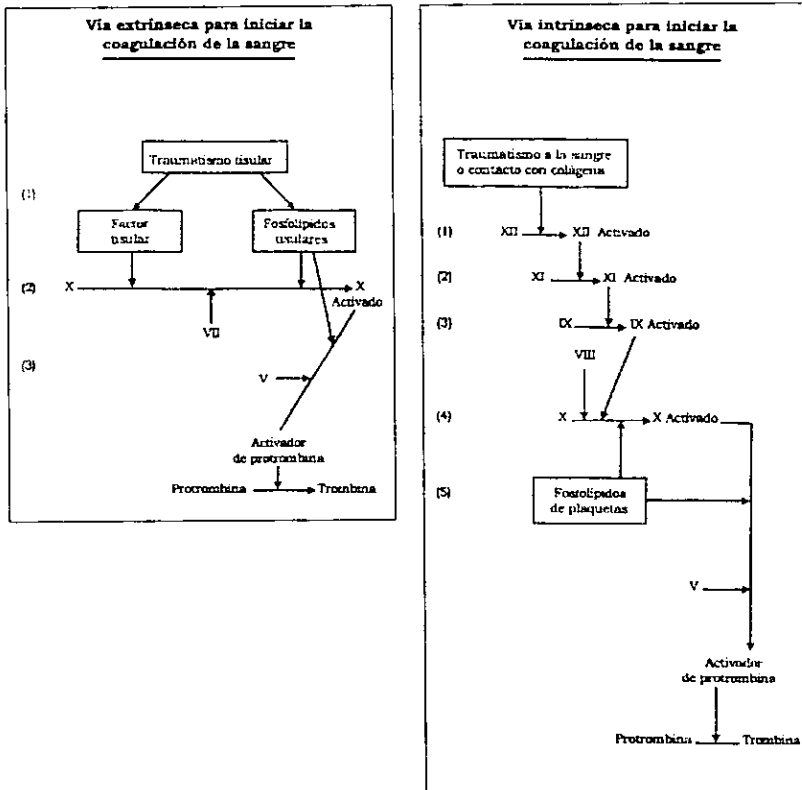 Vía extrínseca para iniciar la
coagulación de la sangre
Traumatismo tisular
(1)
Factor
tisular
Fosfolípidos
tisulares
(2)
X
X
Activado
VII
(3)
V
Activador
de protrombina
Protrombina
Trombina
Vía intrínseca para iniciar la
coagulación de la sangre
Traumatismo a la sangre
o contacto con colágena
(1)
XII
XII Activado
(2)
XI
XI Activado
(3)
IX
IX Activado
VIII
(4)
X
X Activado
(5)
Fosfolípidos
de plaquetas
V
Activador
de protrombina
Protrombina
Trombina